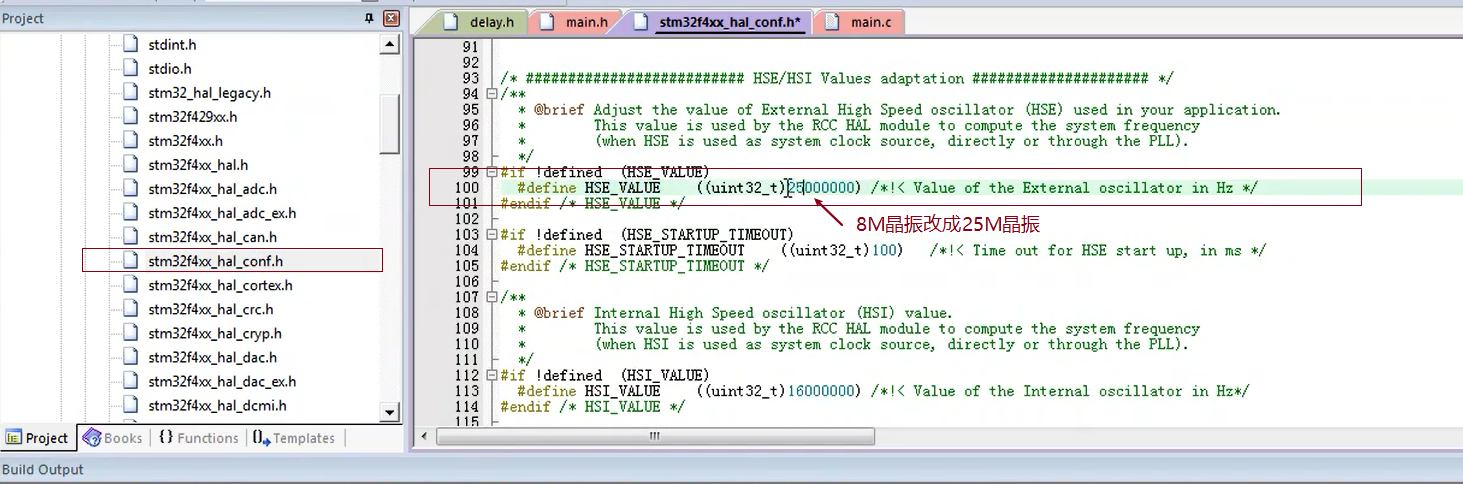 Project
stdint.h
stdio.h
stm32_hal_legacy.h
stm32f429xx.h
stm32f4xx.h
stm32f4xx_hal.h
stm32f4xx_hal_adc.h
stm32f4xx_hal_adc_ex.h
stm32f4xx_hal_can.h
stm32f4xx_hal_conf.h
stm32f4xx_hal_cortex.h
stm32f4xx_hal_crc.h
stm32f4xx_hal_cryp.h
stm32f4xx_hal_dac.h
stm32f4xx_hal_dac_ex.h
stm32f4xx_hal_dcmi.h
Project Books {} Functions 0→ Templates
delay.h main.h stm32f4xx_hal_conf.h* main.c
91
92
93 /* ########################## HSE/HSI Values adaptation ##################### */
94 /**
95 * @brief Adjust the value of External High Speed oscillator (HSE) used in your application.
96 * This value is used by the RCC HAL module to compute the system frequency
97 * (when HSE is used as system clock source, directly or through the PLL).
98 */
99 #if !defined (HSE_VALUE)
100 #define HSE_VALUE ((uint32_t)25000000) /*!< Value of the External oscillator in Hz */
101 #endif /* HSE_VALUE */
102
8M晶振改成25M晶振
103 #if !defined (HSE_STARTUP_TIMEOUT)
104 #define HSE_STARTUP_TIMEOUT ((uint32_t)100) /*!< Time out for HSE start up, in ms */
105 #endif /* HSE_STARTUP_TIMEOUT */
106
107 /**
108 * @brief Internal High Speed oscillator (HSI) value.
109 * This value is used by the RCC HAL module to compute the system frequency
110 * (when HSI is used as system clock source, directly or through the PLL).
111 */
112 #if !defined (HSI_VALUE)
113 #define HSI_VALUE ((uint32_t)16000000) /*!< Value of the Internal oscillator in Hz*/
114 #endif /* HSI_VALUE */
115
Build Output